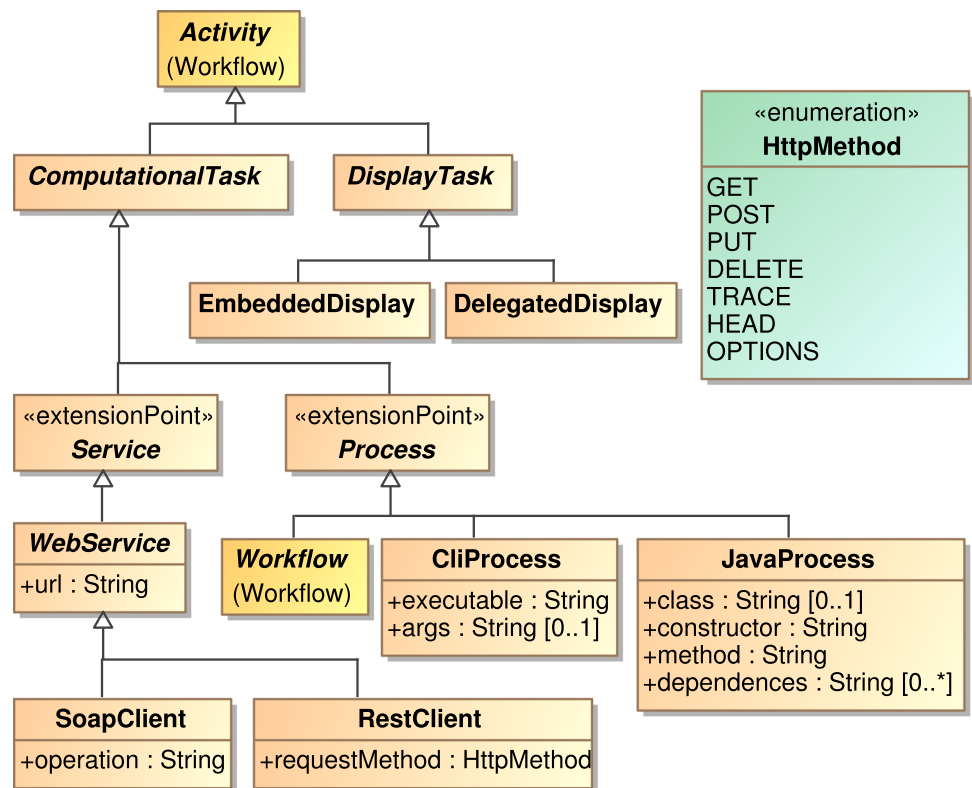 Activity
(Workflow)
«enumeration»
HttpMethod
GET
POST
PUT
DELETE
TRACE
HEAD
OPTIONS
ComputationalTask
DisplayTask
EmbeddedDisplay
DelegatedDisplay
«extensionPoint»
Service
«extensionPoint»
Process
WebService
+url : String
Workflow
(Workflow)
CliProcess
+executable : String
+args : String [0..1]
JavaProcess
+class : String [0..1]
+constructor : String
+method : String
+dependences : String [0..*]
SoapClient
+operation : String
RestClient
+requestMethod : HttpMethod